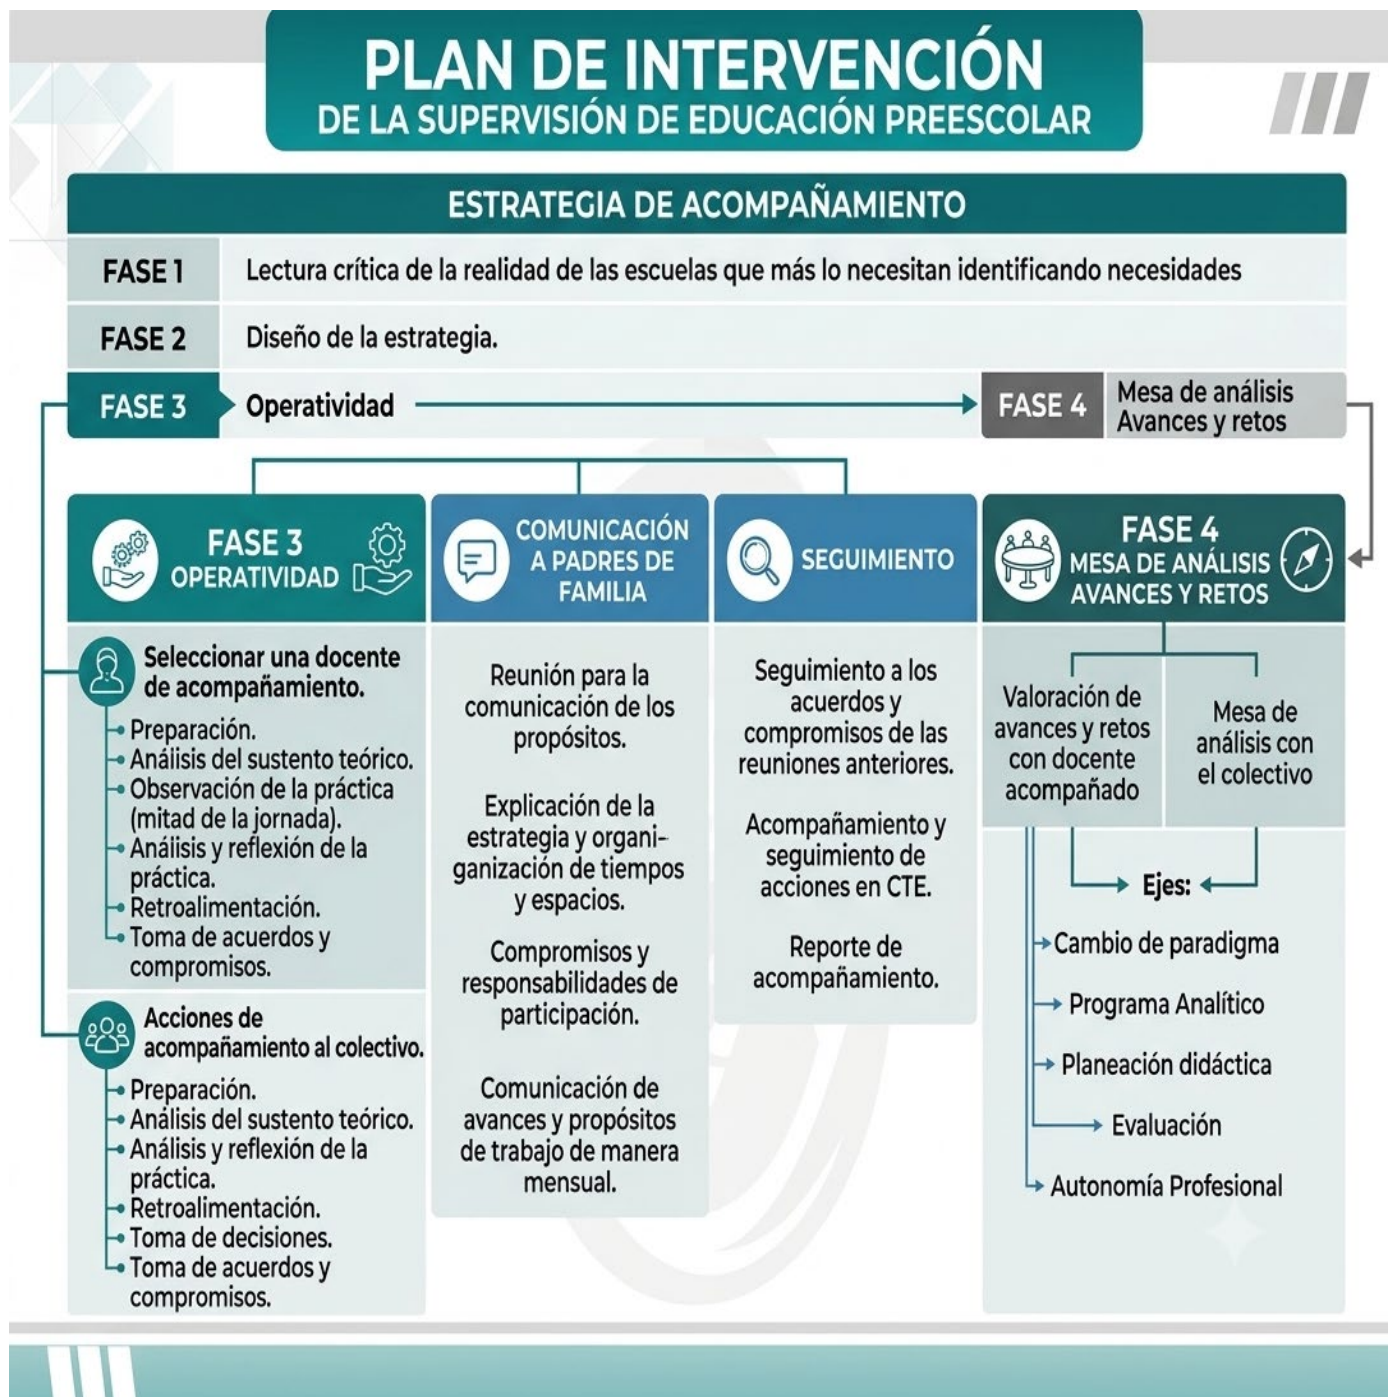 PLAN DE INTERVENCIÓN
DE LA SUPERVISIÓN DE EDUCACIÓN PREESCOLAR
ESTRATEGIA DE ACOMPAÑAMIENTO
FASE 1
Lectura crítica de la realidad de las escuelas que más lo necesitan identificando necesidades
FASE 2
Diseño de la estrategia.
FASE 3
Operatividad
FASE 4
Mesa de análisis
Avances y retos
FASE 3
OPERATIVIDAD
Seleccionar una docente
de acompañamiento.
Preparación.
Análisis del sustento teórico.
Observación de la práctica
(mitad de la jornada).
Análisis y reflexión de la
práctica.
Retroalimentación.
Toma de acuerdos y
compromisos.
Acciones de
acompañamiento al colectivo.
Preparación.
Análisis del sustento teórico.
Análisis y reflexión de la
práctica.
Retroalimentación.
Toma de decisiones.
Toma de acuerdos y
compromisos.
COMUNICACIÓN
A PADRES DE
FAMILIA
Reunión para la
comunicación de los
propósitos.
Explicación de la
estrategia y organi-
ganización de tiempos
y espacios.
Compromisos y
responsabilidades de
participación.
Comunicación de
avances y propósitos
de trabajo de manera
mensual.
SEGUIMIENTO
Seguimiento a los
acuerdos y
compromisos de las
reuniones anteriores.
Acompañamiento y
seguimiento de
acciones en CTE.
Reporte de
acompañamiento.
FASE 4
MESA DE ANÁLISIS
AVANCES Y RETOS
Valoración de
avances y retos
con docente
acompañado
Mesa de
análisis con
el colectivo
Ejes:
Cambio de paradigma
Programa Analítico
Planeación didáctica
Evaluación
Autonomía Profesional